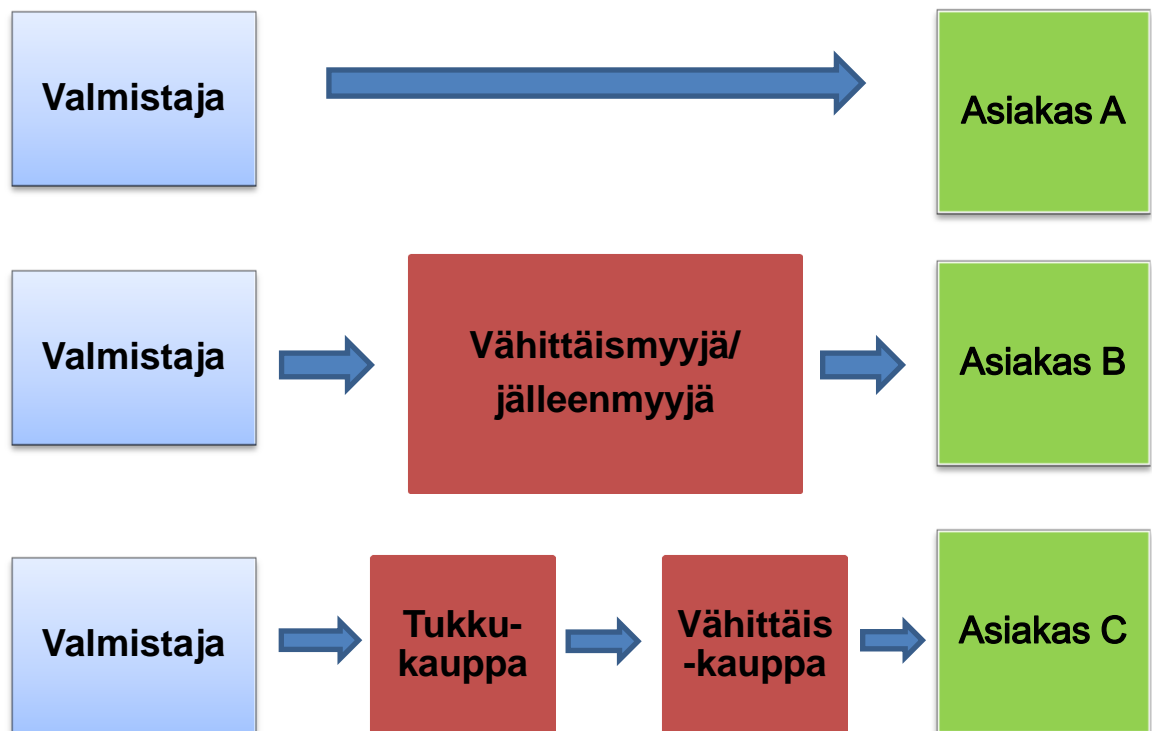 Valmistaja
Asiakas A
Valmistaja
Vähittäismyyjä/
jälleenmyyjä
Asiakas B
Valmistaja
Tukku-
kauppa
Vähittäis
-kauppa
Asiakas C